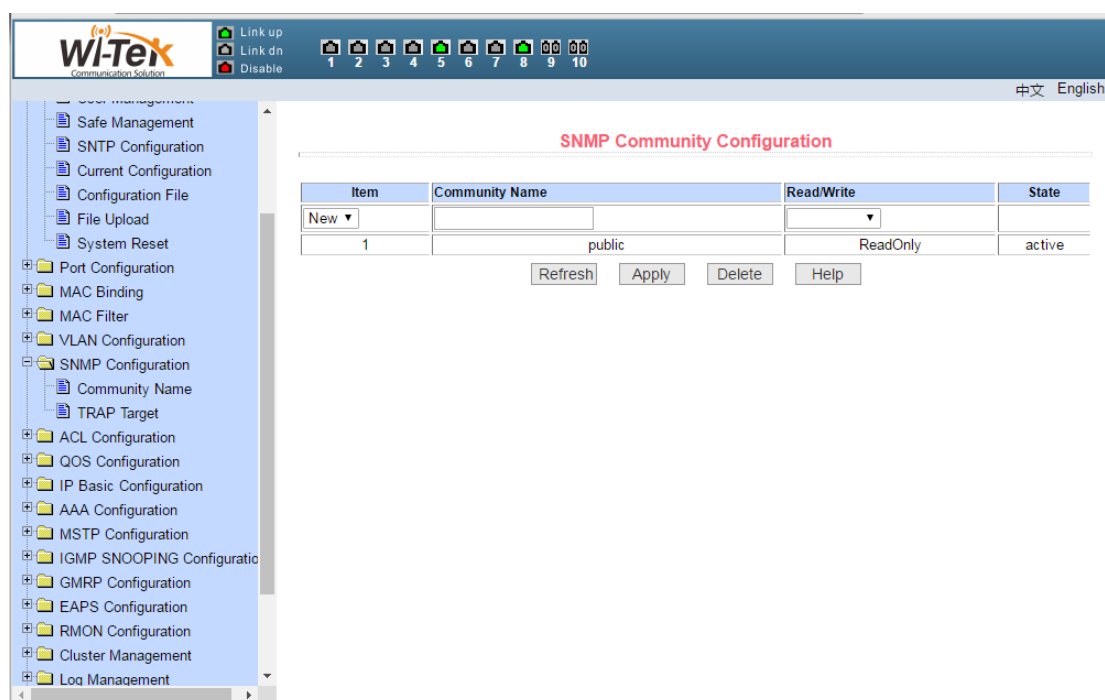 WI-TEK
Communication Solution
Link up
Link dn
Disable
1 2 3 4 5 6 7 8 9 10
中文 English
User Management
Safe Management
SNTP Configuration
Current Configuration
Configuration File
File Upload
System Reset
Port Configuration
MAC Binding
MAC Filter
VLAN Configuration
SNMP Configuration
Community Name
TRAP Target
ACL Configuration
QOS Configuration
IP Basic Configuration
AAA Configuration
MSTP Configuration
IGMP SNOOPING Configuratio
GMRP Configuration
EAPS Configuration
RMON Configuration
Cluster Management
Log Management
SNMP Community Configuration
Item Community Name Read/Write State
New
1 public ReadOnly active
Refresh Apply Delete Help